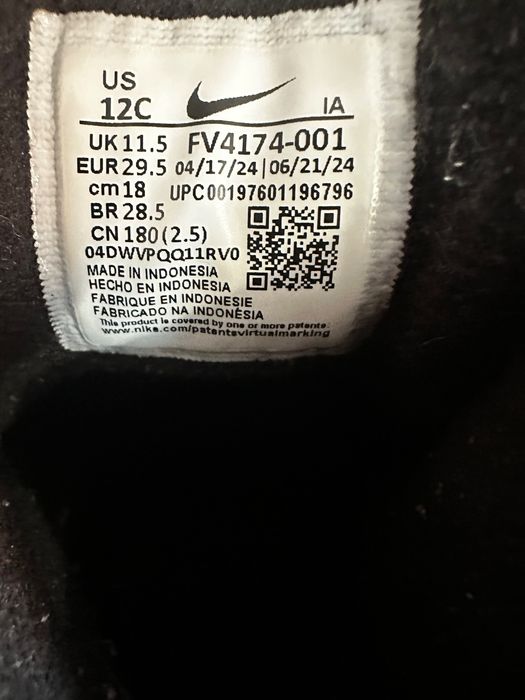 US
12C
IA
UK 11.5 FV4174-001
EUR 29.5 04/17/24 | 06/21/24
cm 18 UPC00197601196796
BR 28.5
CN 180 (2.5)
04DWVPQQ11RV0
MADE IN INDONESIA
HECHO EN INDONESIA
FABRIQUE EN INDONESIE
FABRICADO NA INDONÉSIA
This product is covered by one or more patents.
www.nike.com/patentsvirtualmarking